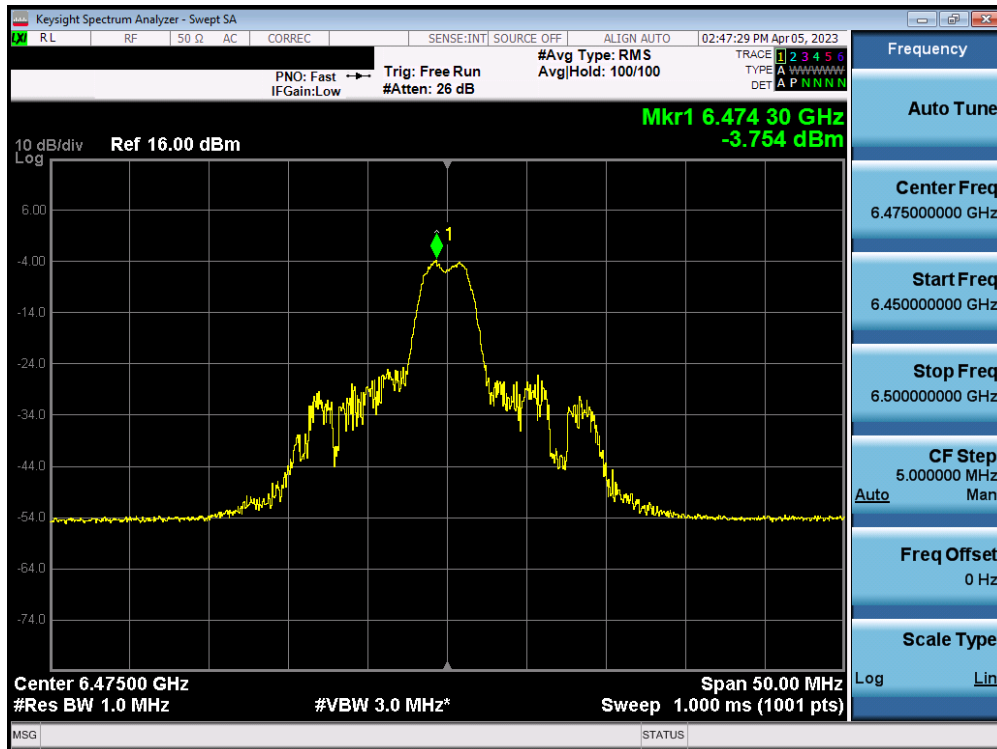 Keysight Spectrum Analyzer - Swept SA
LXI RL RF 50 Ω AC CORREC SENSE:INT SOURCE OFF ALIGN AUTO 02:47:29 PM Apr 05, 2023
#Avg Type: RMS TRACE 1 2 3 4 5 6
PNO: Fast Trig: Free Run Avg|Hold: 100/100 TYPE A WWWWW
IFGain:Low #Atten: 26 dB DET A P N N N N
Mkr1 6.474 30 GHz
-3.754 dBm
10 dB/div Ref 16.00 dBm
Log
6.00
1
-4.00
-14.0
-24.0
-34.0
-44.0
-54.0
-64.0
-74.0
Center 6.47500 GHz Span 50.00 MHz
#Res BW 1.0 MHz #VBW 3.0 MHz* Sweep 1.000 ms (1001 pts)
MSG STATUS
Frequency
Auto Tune
Center Freq
6.475000000 GHz
Start Freq
6.450000000 GHz
Stop Freq
6.500000000 GHz
CF Step
5.000000 MHz
Auto Man
Freq Offset
0 Hz
Scale Type
Log Lin